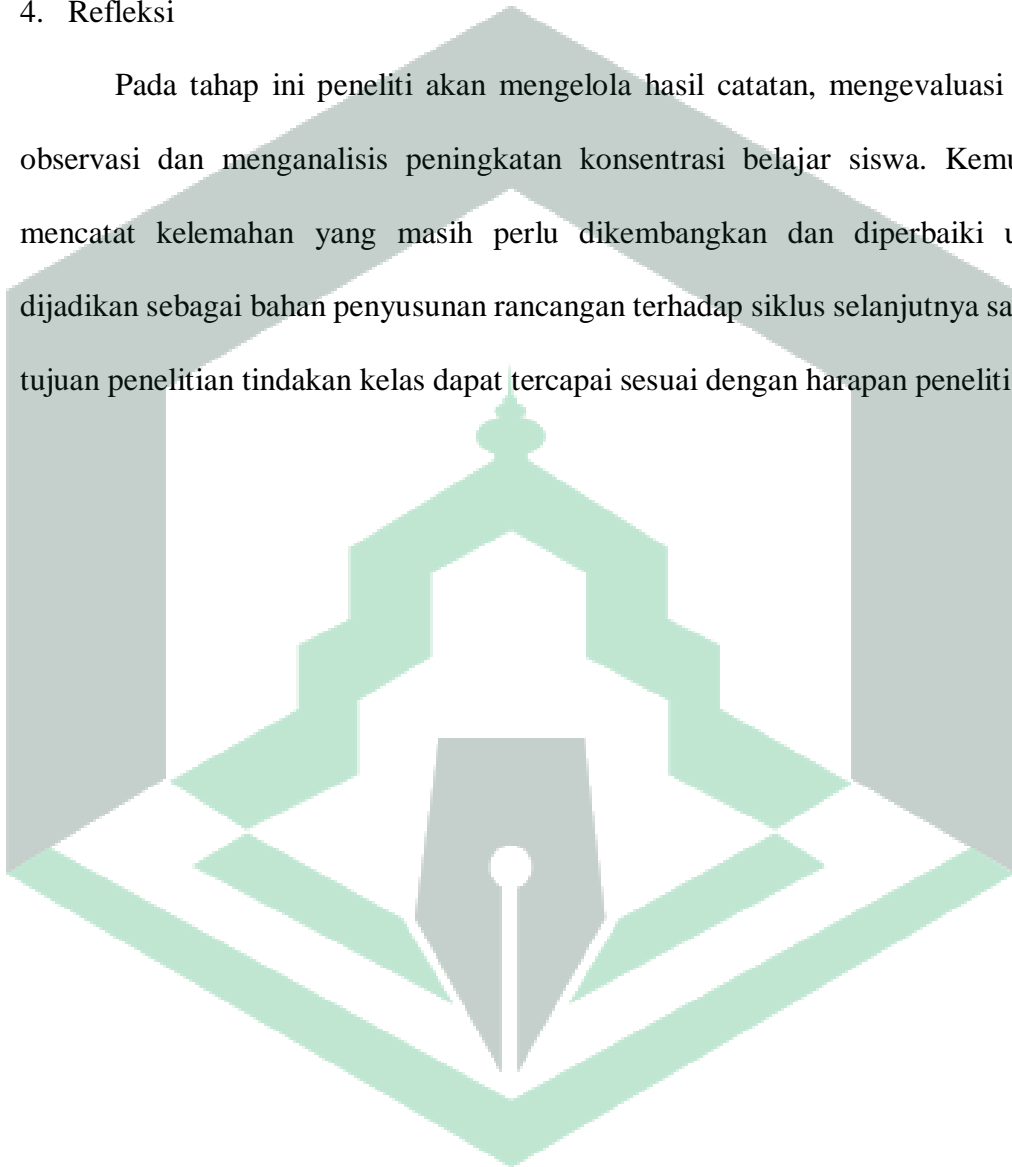 4. Refleksi
Pada tahap ini peneliti akan mengelola hasil catatan, mengevaluasi
observasi dan menganalisis peningkatan konsentrasi belajar siswa.
mencatat kelemahan yang masih perlu dikembangkan dan diperbaiki
dijadikan sebagai bahan penyusunan rancangan terhadap siklus selanjutnya
tujuan penelitian tindakan kelas dapat tercapai sesuai dengan harapan peneliti